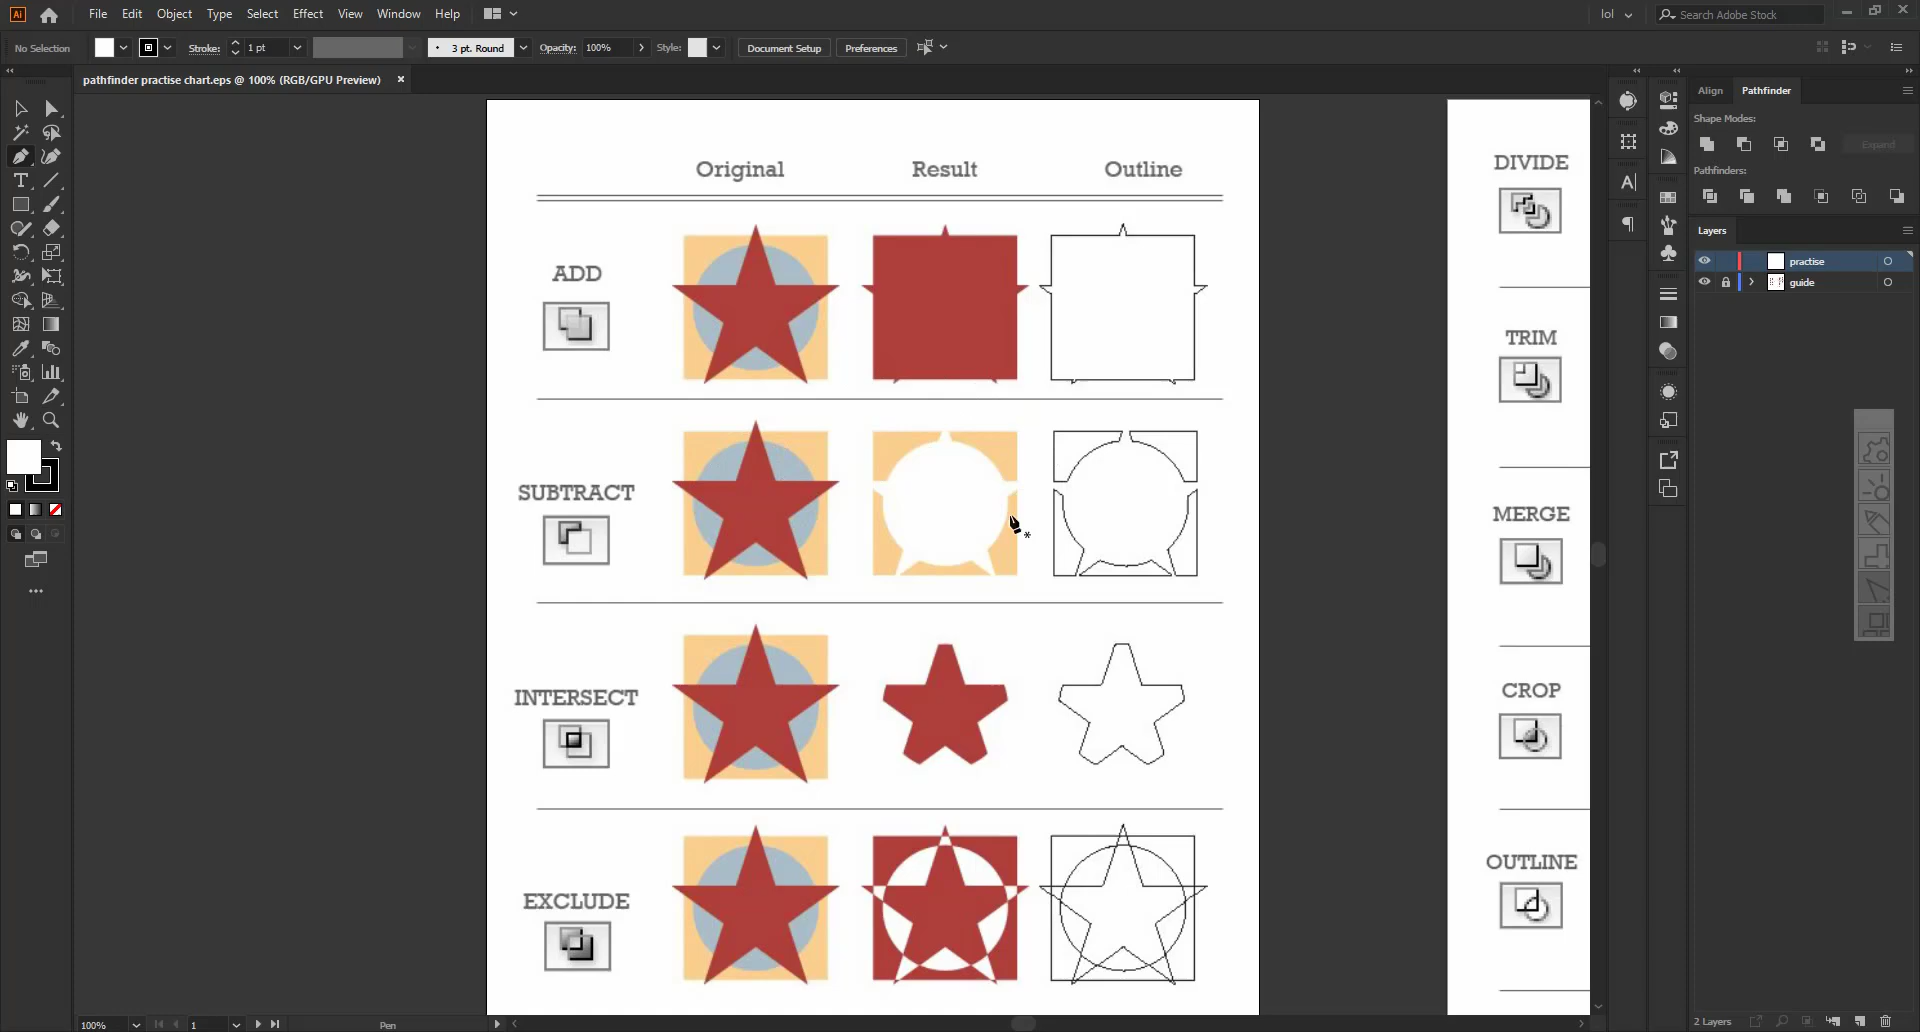 Ai File Edit Object Type Select Effect View Window Help lol Search Adobe Stock
No Selection Stroke: 1 pt 3 pt. Round Opacity: 100% Style: Document Setup Preferences
pathfinder practise chart.eps @ 100% (RGB/GPU Preview) ×
Align Pathfinder
Shape Modes:
Expand
Pathfinders:
Layers
practise
guide
Original Result Outline
ADD
SUBTRACT
INTERSECT
EXCLUDE
DIVIDE
TRIM
MERGE
CROP
OUTLINE
100% 1 Pen
2 Layers